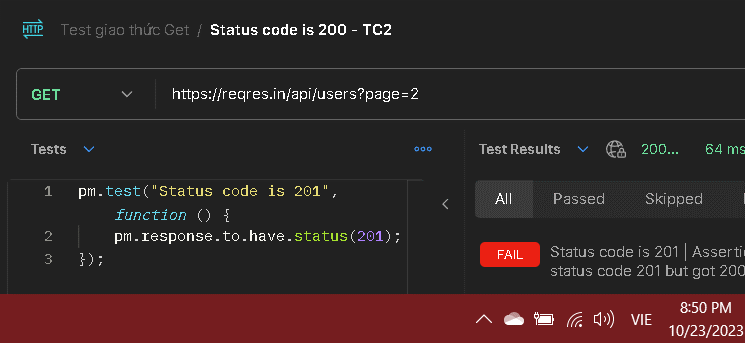 HTTP
Test giao thức Get / Status code is 200 - TC2
GET https://reqres.in/api/users?page=2
Tests
Test Results 200... 64 ms
1 pm.test("Status code is 201",
function () {
2 pm.response.to.have.status(201);
3 });
All Passed Skipped
FAIL
Status code is 201 | Asserti
status code 201 but got 200
VIE
8:50 PM
10/23/2023